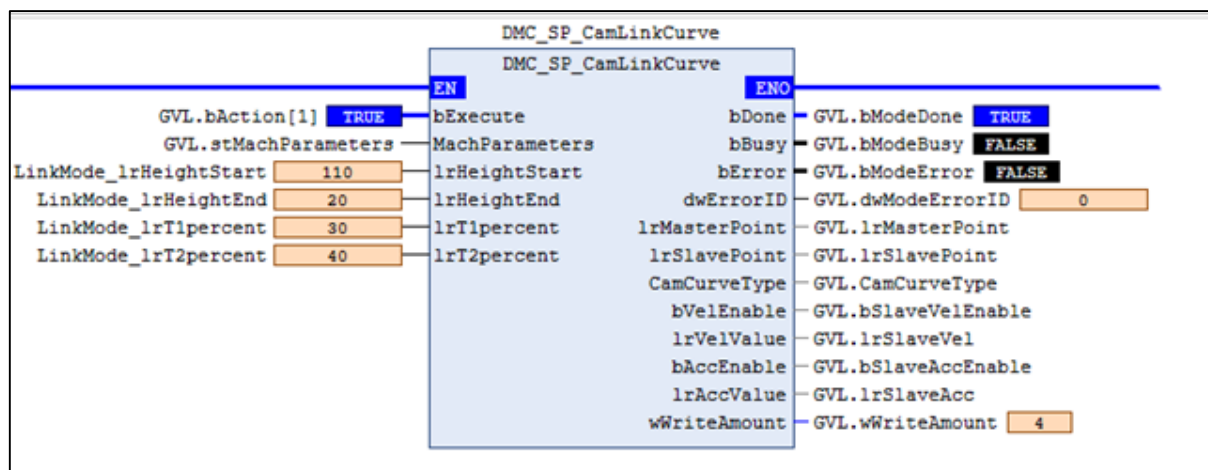 DMC_SP_CamLinkCurve
DMC_SP_CamLinkCurve
EN ENO
GVL.bAction[1] TRUE bExecute bDone GVL.bModeDone TRUE
GVL.stMachParameters MachParameters bBusy GVL.bModeBusy FALSE
LinkMode_lrHeightStart 110 lrHeightStart bError GVL.bModeError FALSE
LinkMode_lrHeightEnd 20 lrHeightEnd dwErrorID GVL.dwModeErrorID 0
LinkMode_lrT1percent 30 lrT1percent lrMasterPoint GVL.lrMasterPoint
LinkMode_lrT2percent 40 lrT2percent lrSlavePoint GVL.lrSlavePoint
CamCurveType GVL.CamCurveType
bVelEnable GVL.bSlaveVelEnable
lrVelValue GVL.lrSlaveVel
bAccEnable GVL.bSlaveAccEnable
lrAccValue GVL.lrSlaveAcc
wWriteAmount GVL.wWriteAmount 4